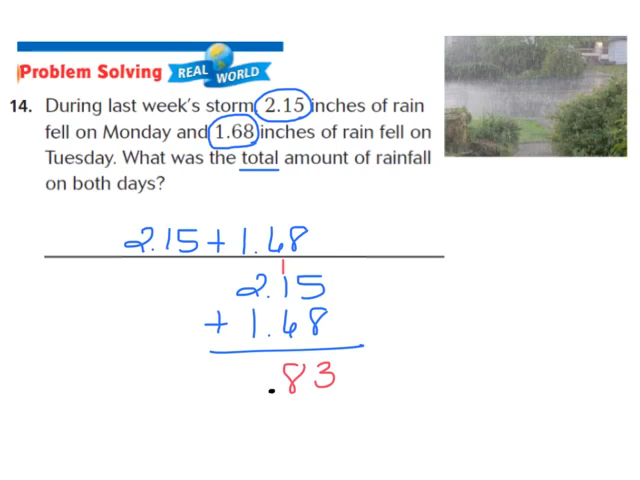 Problem Solving REAL WORLD
14. During last week's storm, 2.15 inches of rain
fell on Monday and 1.68 inches of rain fell on
Tuesday. What was the total amount of rainfall
on both days?
2.15 + 1.68
1
2.15
+ 1.68
.83